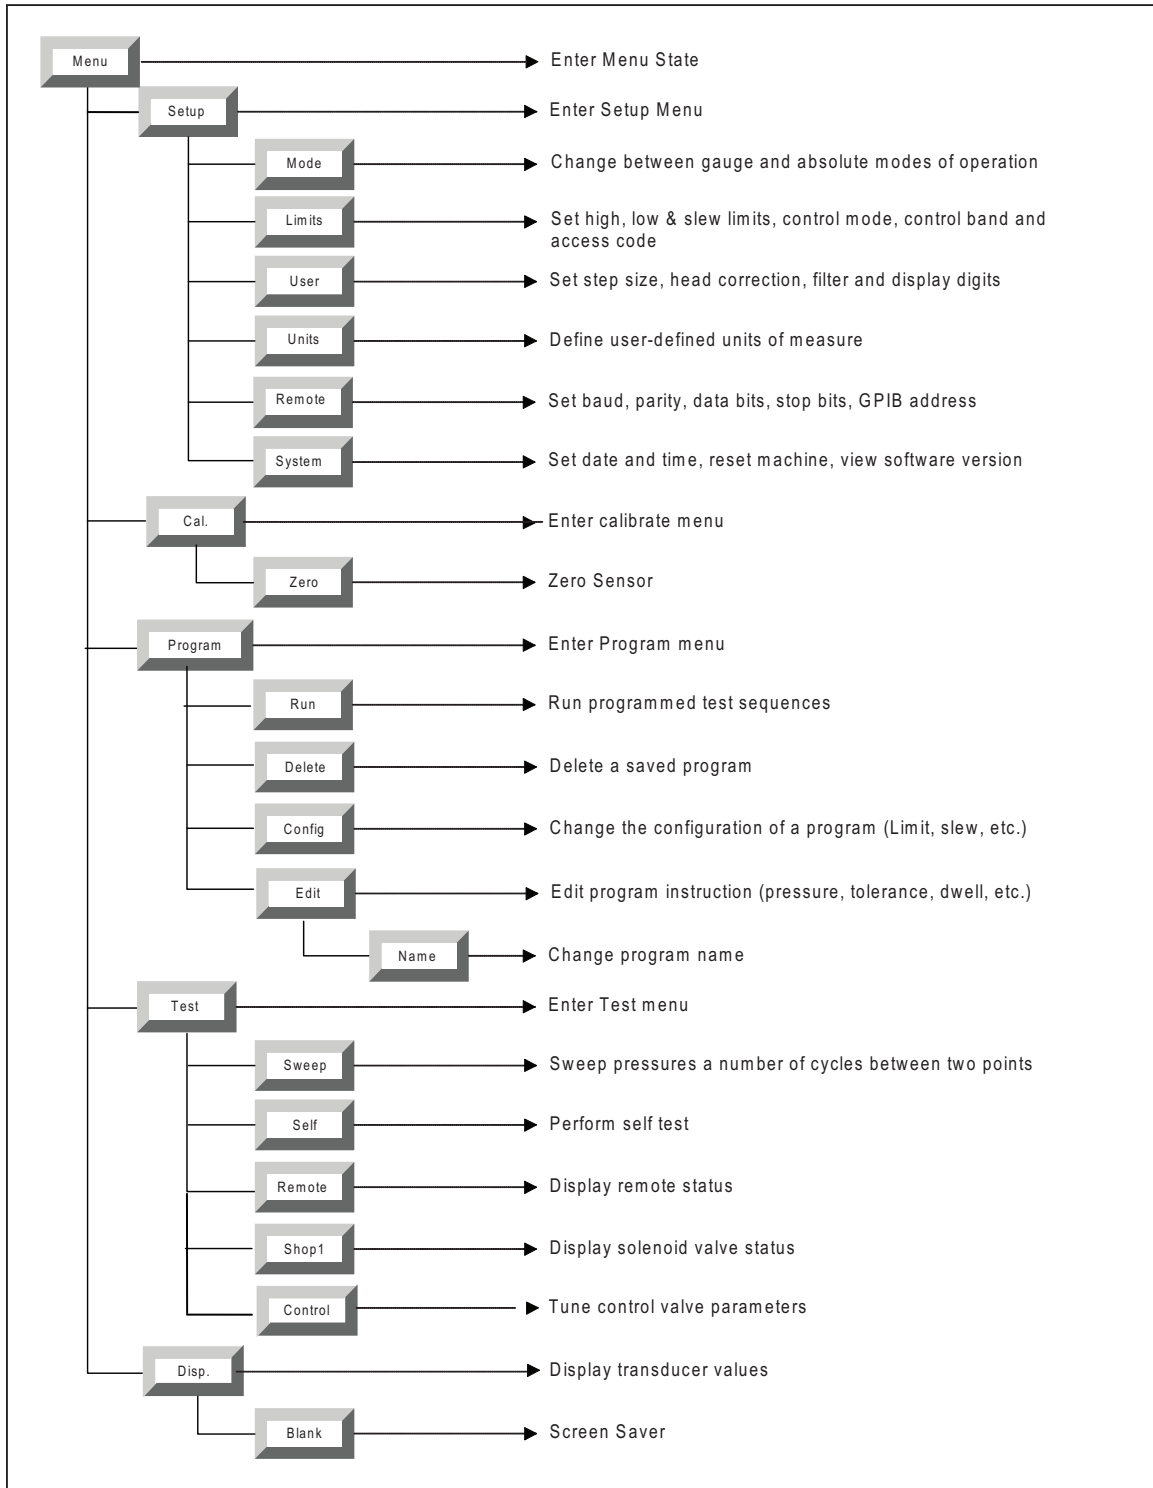 Menu
Enter Menu State
Setup
Enter Setup Menu
Mode
Change between gauge and absolute modes of operation
Limits
Set high, low & slew limits, control mode, control band and
access code
User
Set step size, head correction, filter and display digits
Units
Define user-defined units of measure
Remote
Set baud, parity, data bits, stop bits, GPIB address
System
Set date and time, reset machine, view software version
Cal.
Enter calibrate menu
Zero
Zero Sensor
Program
Enter Program menu
Run
Run programmed test sequences
Delete
Delete a saved program
Config
Change the configuration of a program (Limit, slew, etc.)
Edit
Edit program instruction (pressure, tolerance, dwell, etc.)
Name
Change program name
Test
Enter Test menu
Sweep
Sweep pressures a number of cycles between two points
Self
Perform self test
Remote
Display remote status
Shop1
Display solenoid valve status
Control
Tune control valve parameters
Disp.
Display transducer values
Blank
Screen Saver